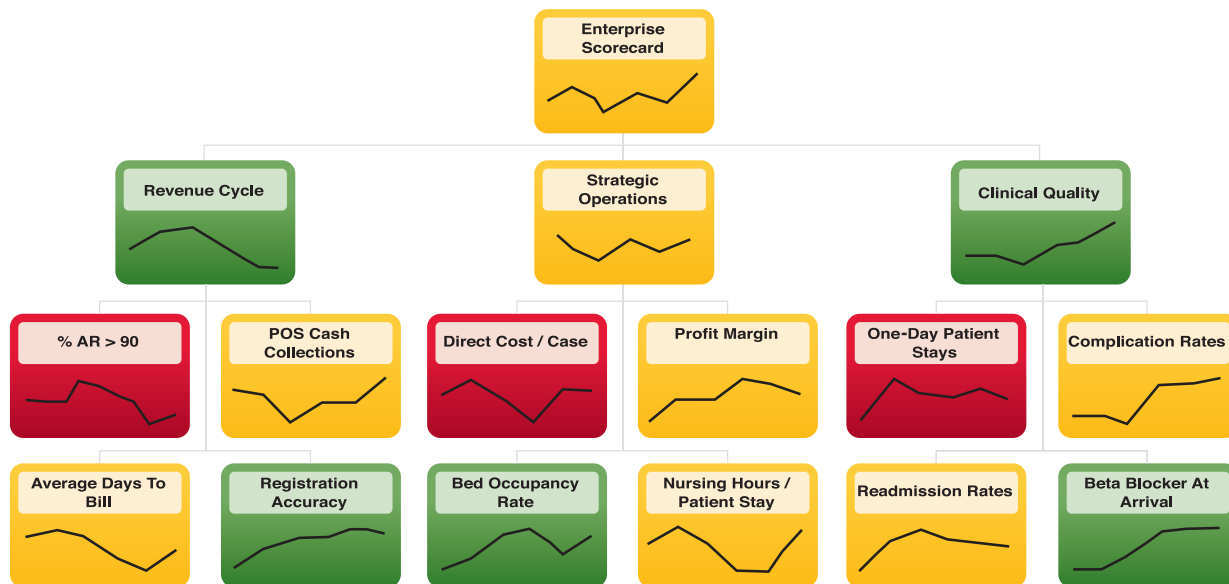 Enterprise
Scorecard
Revenue Cycle
Strategic
Operations
Clinical Quality
% AR > 90
POS Cash
Collections
Direct Cost / Case
Profit Margin
One-Day Patient
Stays
Complication Rates
Average Days To
Bill
Registration
Accuracy
Bed Occupancy
Rate
Nursing Hours /
Patient Stay
Readmission Rates
Beta Blocker At
Arrival